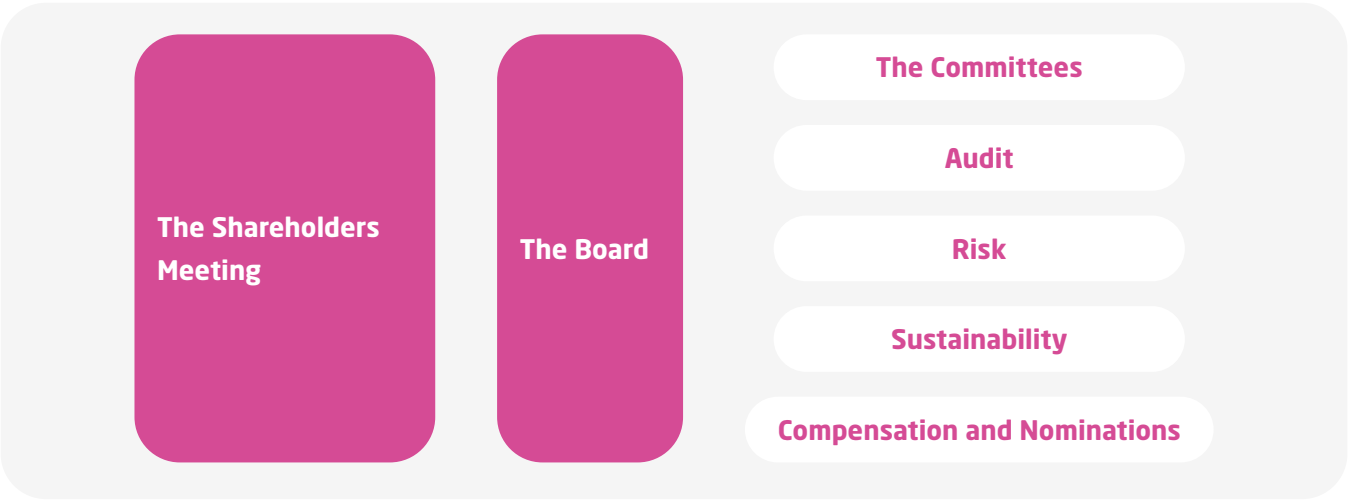 The Shareholders
Meeting
The Board
The Committees
Audit
Risk
Sustainability
Compensation and Nominations